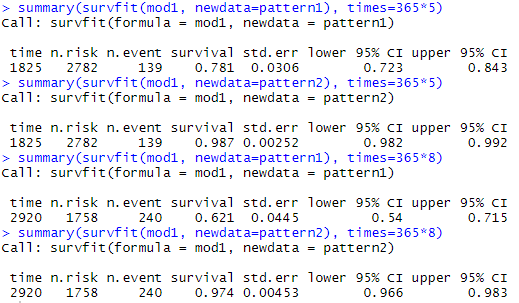 > summary(survfit(mod1, newdata=pattern1), times=365*5)
Call: survfit(formula = mod1, newdata = pattern1)
time n.risk n.event survival std.err lower 95% CI upper 95% CI
1825 2782 139 0.781 0.0306 0.723 0.843
> summary(survfit(mod1, newdata=pattern2), times=365*5)
Call: survfit(formula = mod1, newdata = pattern2)
time n.risk n.event survival std.err lower 95% CI upper 95% CI
1825 2782 139 0.987 0.00252 0.982 0.992
> summary(survfit(mod1, newdata=pattern1), times=365*8)
Call: survfit(formula = mod1, newdata = pattern1)
time n.risk n.event survival std.err lower 95% CI upper 95% CI
2920 1758 240 0.621 0.0445 0.54 0.715
> summary(survfit(mod1, newdata=pattern2), times=365*8)
Call: survfit(formula = mod1, newdata = pattern2)
time n.risk n.event survival std.err lower 95% CI upper 95% CI
2920 1758 240 0.974 0.00453 0.966 0.983